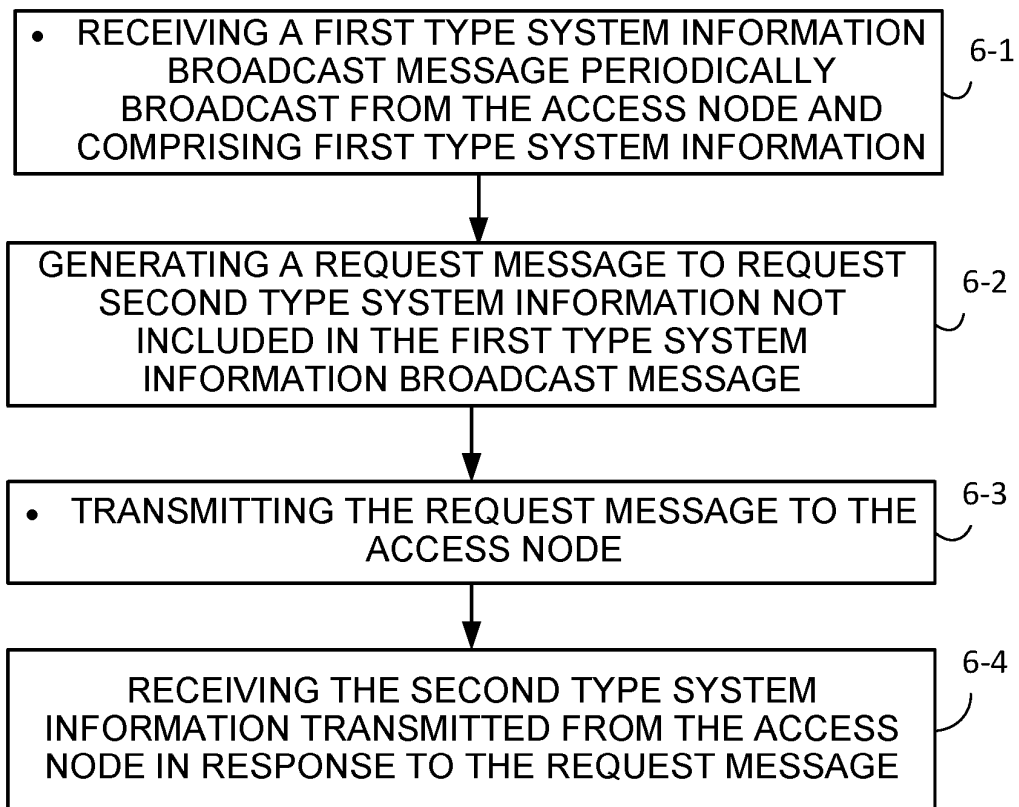 • RECEIVING A FIRST TYPE SYSTEM INFORMATION
BROADCAST MESSAGE PERIODICALLY
BROADCAST FROM THE ACCESS NODE AND
COMPRISING FIRST TYPE SYSTEM INFORMATION
6-1
GENERATING A REQUEST MESSAGE TO REQUEST
SECOND TYPE SYSTEM INFORMATION NOT
INCLUDED IN THE FIRST TYPE SYSTEM
INFORMATION BROADCAST MESSAGE
6-2
• TRANSMITTING THE REQUEST MESSAGE TO THE
ACCESS NODE
6-3
RECEIVING THE SECOND TYPE SYSTEM
INFORMATION TRANSMITTED FROM THE ACCESS
NODE IN RESPONSE TO THE REQUEST MESSAGE
6-4